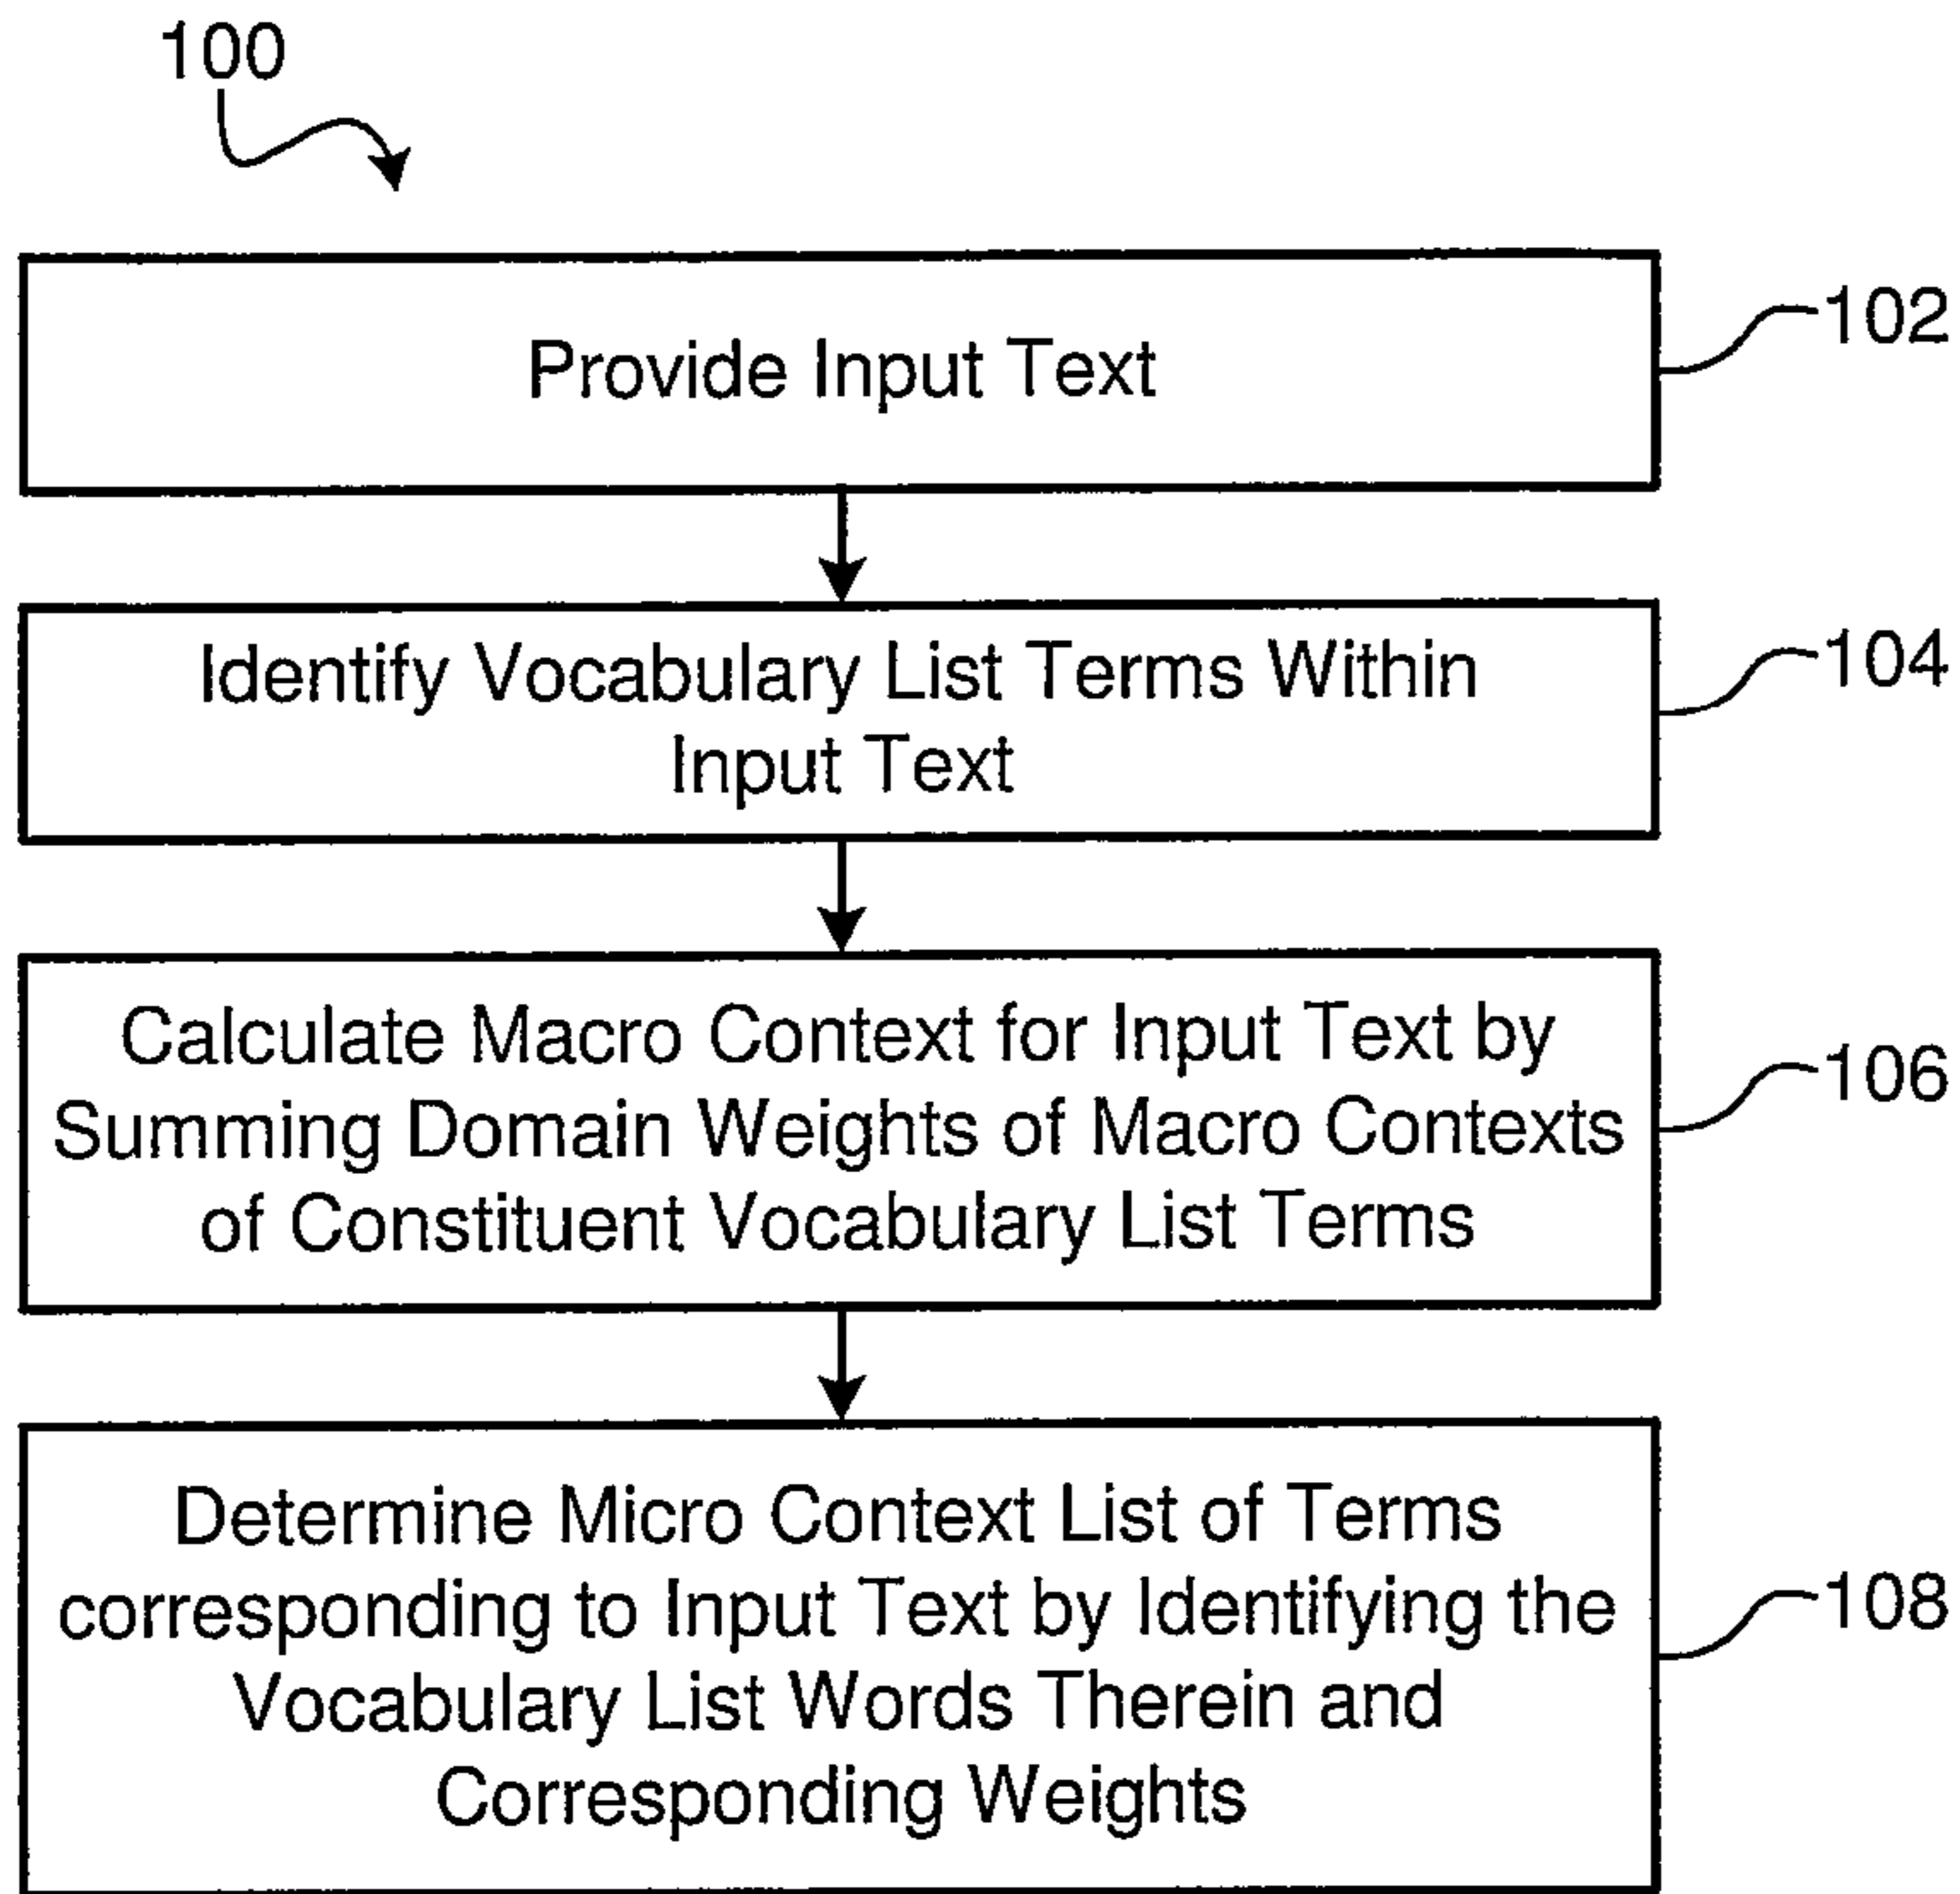 100
Provide Input Text
102
Identify Vocabulary List Terms Within
Input Text
104
Calculate Macro Context for Input Text by
Summing Domain Weights of Macro Contexts
of Constituent Vocabulary List Terms
106
Determine Micro Context List of Terms
corresponding to Input Text by Identifying the
Vocabulary List Words Therein and
Corresponding Weights
108